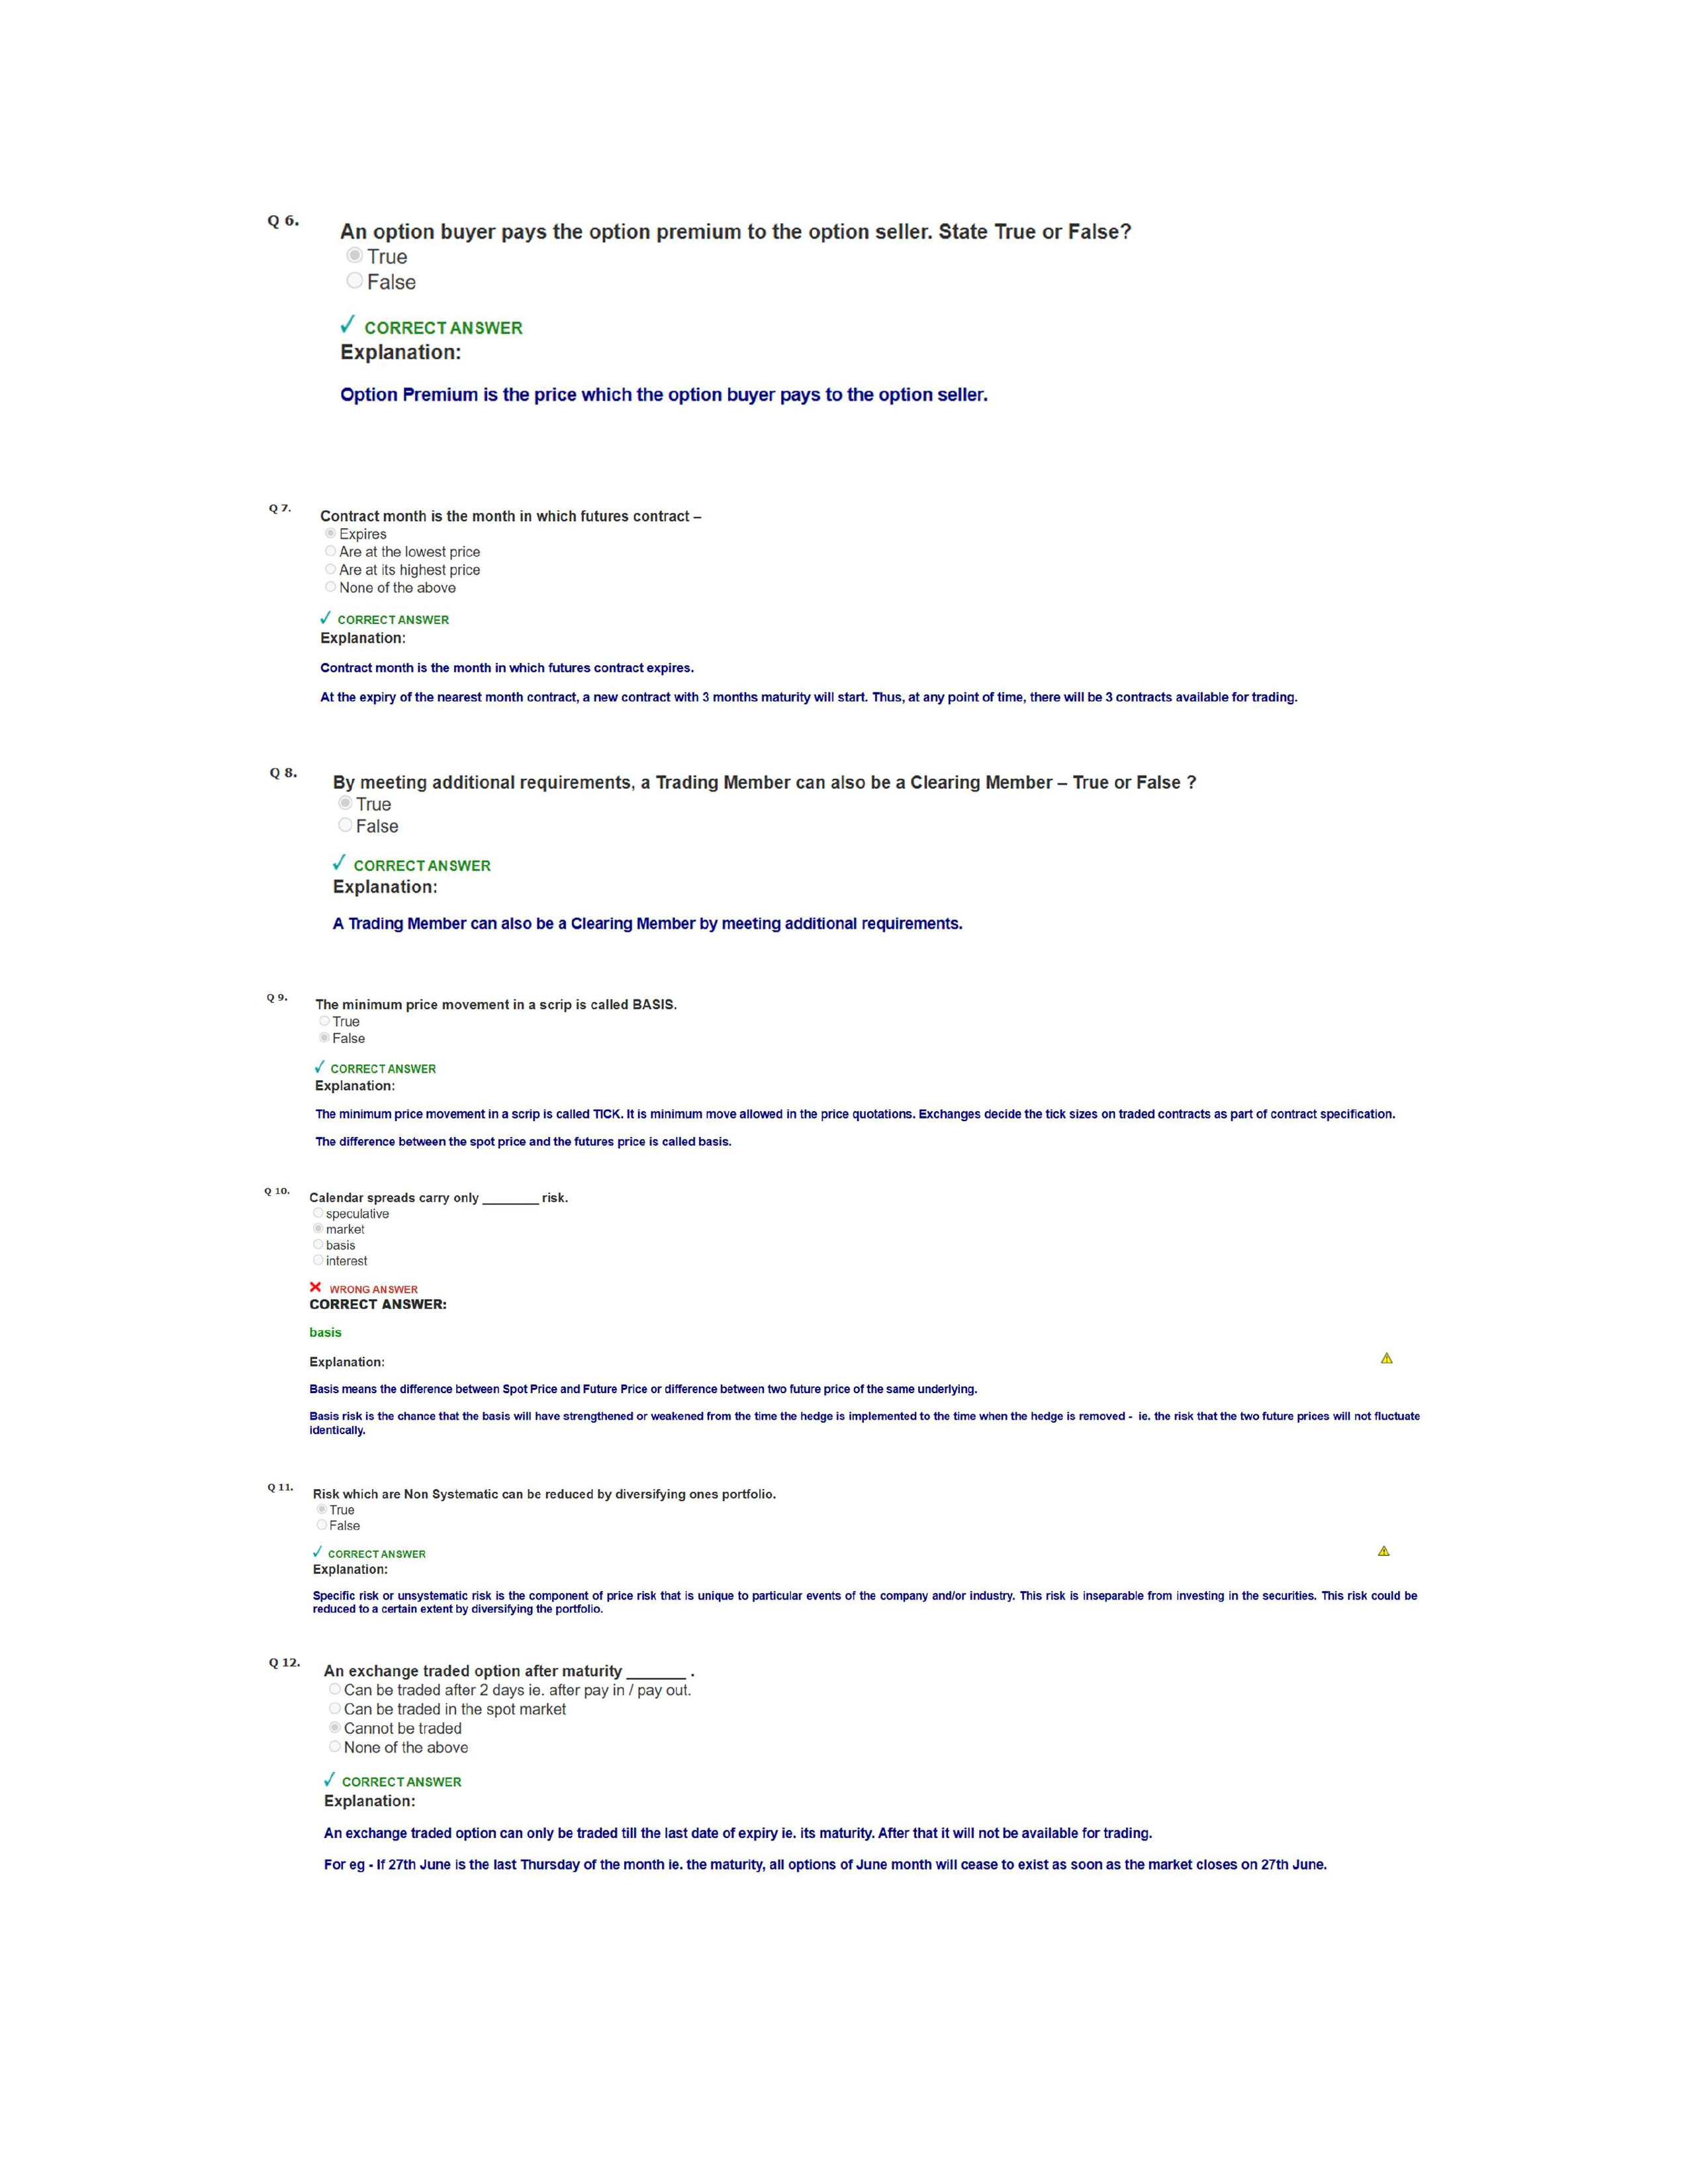 Q 6.
An option buyer pays the option premium to the option seller. State True or False?
True
False
CORRECT ANSWER
Explanation:
Option Premium is the price which the option buyer pays to the option seller.
Q 7.
Contract month is the month in which futures contract –
Expires
Are at the lowest price
Are at its highest price
None of the above
CORRECT ANSWER
Explanation:
Contract month is the month in which futures contract expires.
At the expiry of the nearest month contract, a new contract with 3 months maturity will start. Thus, at any point of time, there will be 3 contracts available for trading.
Q 8.
By meeting additional requirements, a Trading Member can also be a Clearing Member – True or False ?
True
False
CORRECT ANSWER
Explanation:
A Trading Member can also be a Clearing Member by meeting additional requirements.
Q 9.
The minimum price movement in a scrip is called BASIS.
True
False
CORRECT ANSWER
Explanation:
The minimum price movement in a scrip is called TICK. It is minimum move allowed in the price quotations. Exchanges decide the tick sizes on traded contracts as part of contract specification.
The difference between the spot price and the futures price is called basis.
Q 10.
Calendar spreads carry only ________ risk.
speculative
market
basis
interest
WRONG ANSWER
CORRECT ANSWER:
basis
Explanation:
Basis means the difference between Spot Price and Future Price or difference between two future price of the same underlying.
Basis risk is the chance that the basis will have strengthened or weakened from the time the hedge is implemented to the time when the hedge is removed - ie. the risk that the two future prices will not fluctuate
identically.
Q 11.
Risk which are Non Systematic can be reduced by diversifying ones portfolio.
True
False
CORRECT ANSWER
Explanation:
Specific risk or unsystematic risk is the component of price risk that is unique to particular events of the company and/or industry. This risk is inseparable from investing in the securities. This risk could be
reduced to a certain extent by diversifying the portfolio.
Q 12.
An exchange traded option after maturity _______ .
Can be traded after 2 days ie. after pay in / pay out.
Can be traded in the spot market
Cannot be traded
None of the above
CORRECT ANSWER
Explanation:
An exchange traded option can only be traded till the last date of expiry ie. its maturity. After that it will not be available for trading.
For eg - If 27th June is the last Thursday of the month ie. the maturity, all options of June month will cease to exist as soon as the market closes on 27th June.